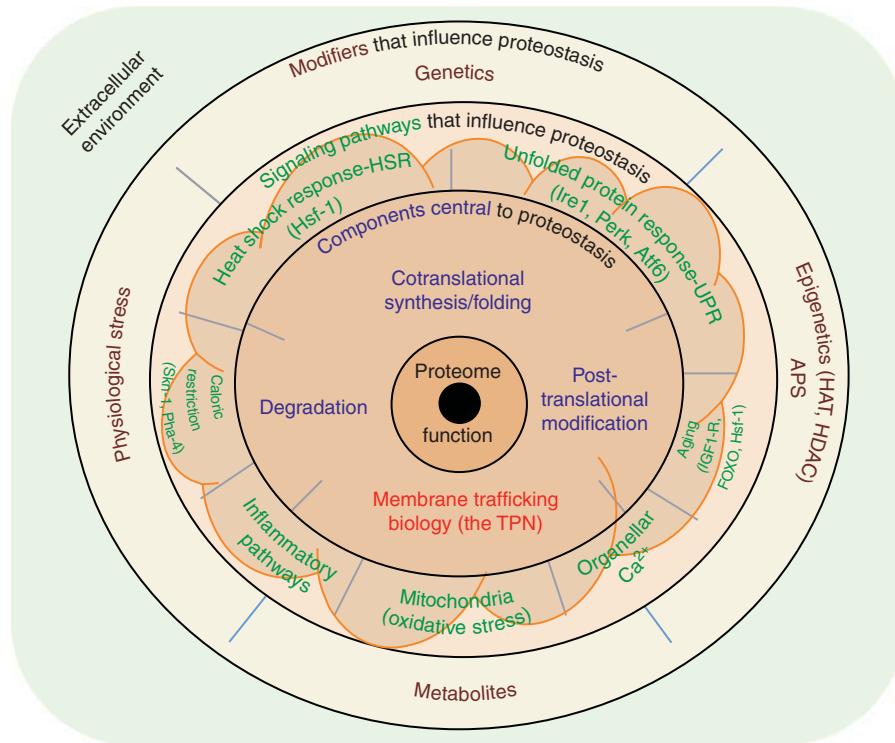 Extracellular
environment
Modifiers that influence proteostasis
Genetics
Signaling pathways that influence proteostasis
Heat shock response-HSR
(Hsf-1)
Unfolded protein response-UPR
(Ire1, Perk, Atf6)
Components central to proteostasis
Cotranslational
synthesis/folding
Physiological stress
Epigenetics (HAT, HDAC)
APS
Caloric
restriction
(Skn-1, Pha-4)
Degradation
Proteome
function
Post-
translational
modification
Aging
(IGF1-R,
FOXO, Hsf-1)
Membrane trafficking
biology (the TPN)
Inflammatory
pathways
Organellar
Ca2+
Mitochondria
(oxidative stress)
Metabolites